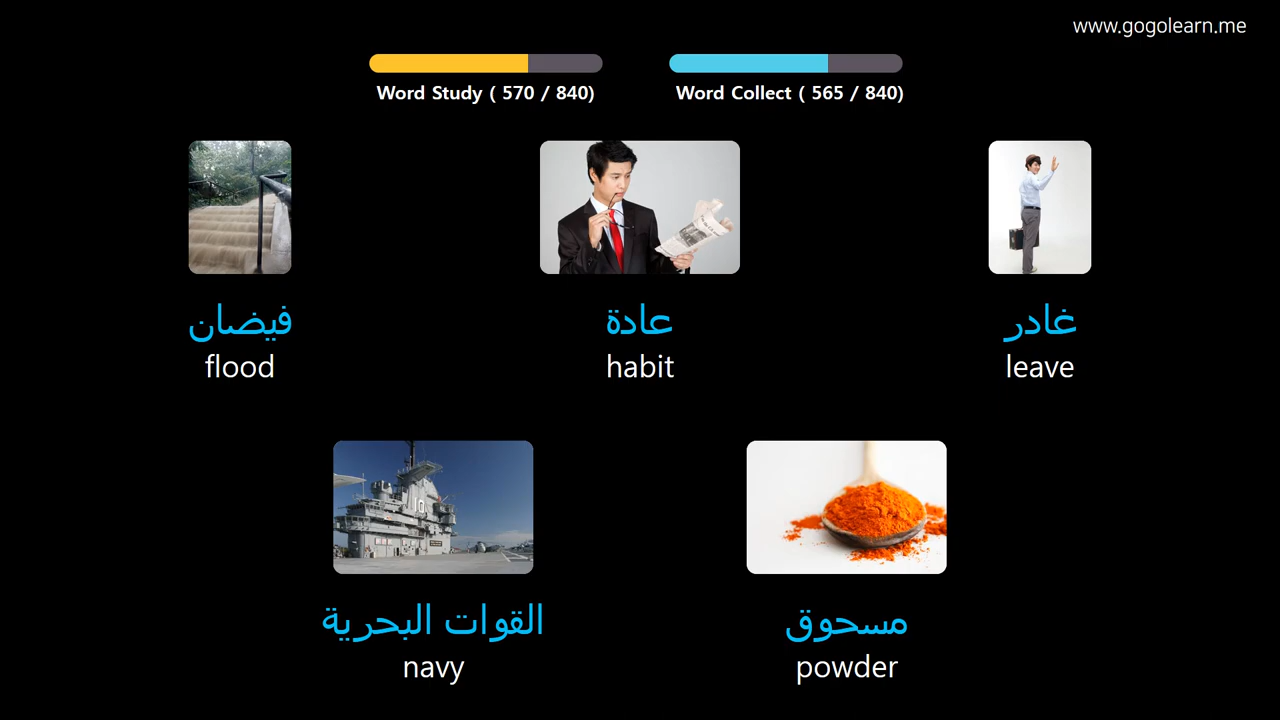 www.gogolearn.me
Word Study ( 570 / 840)
Word Collect ( 565 / 840)
فيضان
flood
عادة
habit
غادر
leave
10
القوات البحرية
navy
مسحوق
powder